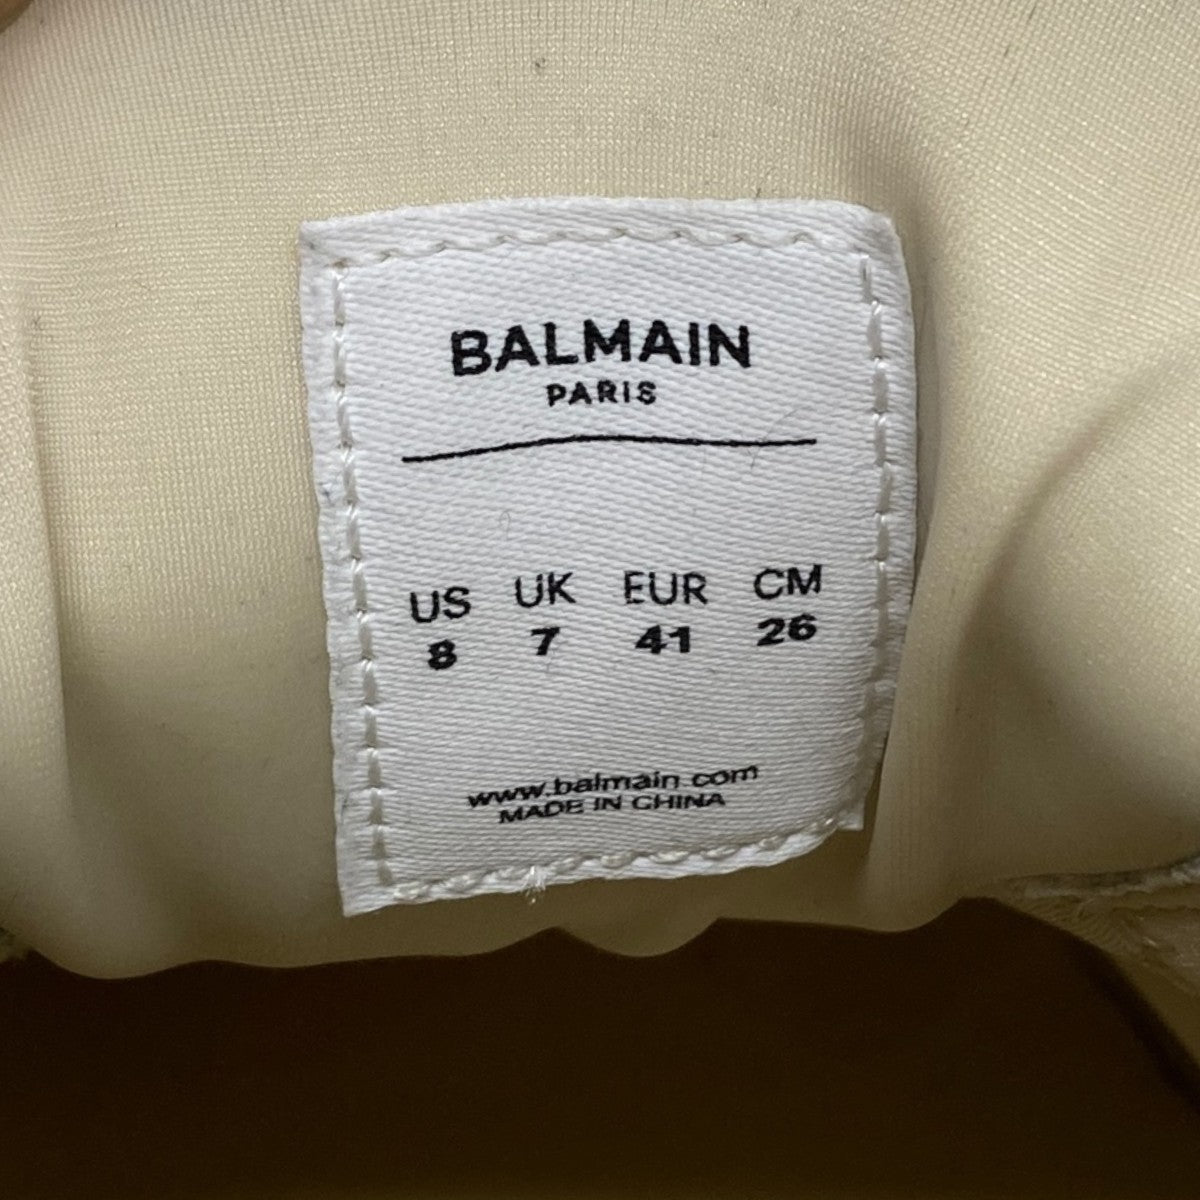 BALMAIN
PARIS
US UK EUR CM
8 7 41 26
www.balmain.com
MADE IN CHINA